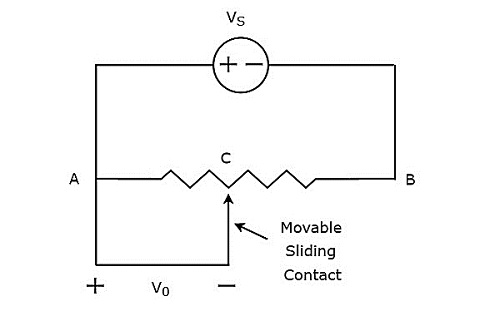 VS
+ −
C
A
B
Movable
Sliding
Contact
+ V0 −